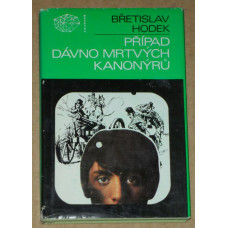 BŘETISLAV
HODEK
PŘÍPAD
DÁVNO MRTVÝCH
KANONÝRŮ